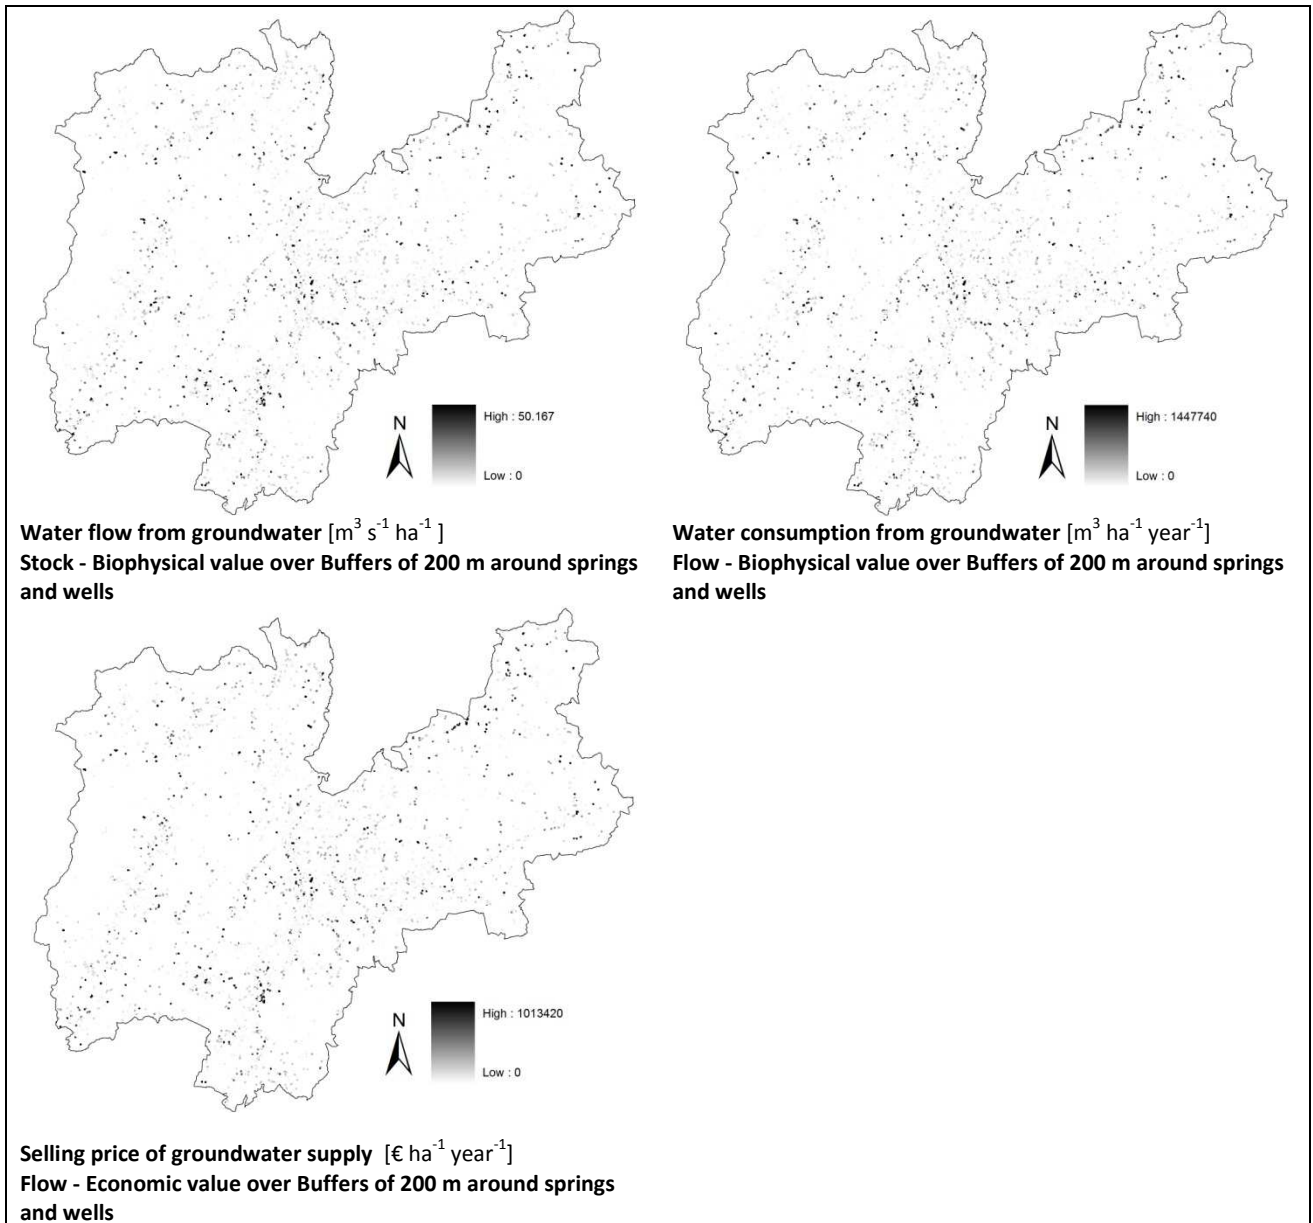 N
High : 50.167
Low : 0
Water flow from groundwater [m³ s⁻¹ ha⁻¹ ]
Stock - Biophysical value over Buffers of 200 m around springs
and wells
N
High : 1447740
Low : 0
Water consumption from groundwater [m³ ha⁻¹ year⁻¹]
Flow - Biophysical value over Buffers of 200 m around springs
and wells
N
High : 1013420
Low : 0
Selling price of groundwater supply [€ ha⁻¹ year⁻¹]
Flow - Economic value over Buffers of 200 m around springs
and wells